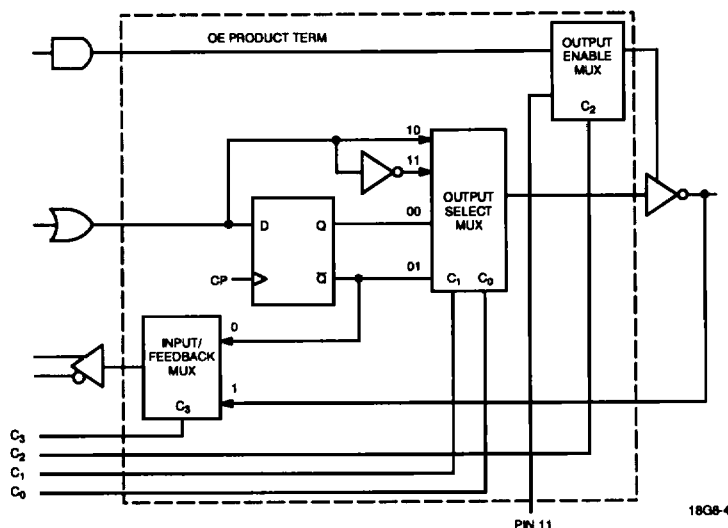 OE PRODUCT TERM
OUTPUT
ENABLE
MUX
C₂
10
11
OUTPUT
SELECT
MUX
C₁ C₀
00
01
D Q
Q̅
CP
0
INPUT/
FEEDBACK
MUX
C₃
1
C₃
C₂
C₁
C₀
PIN 11
18G8-4